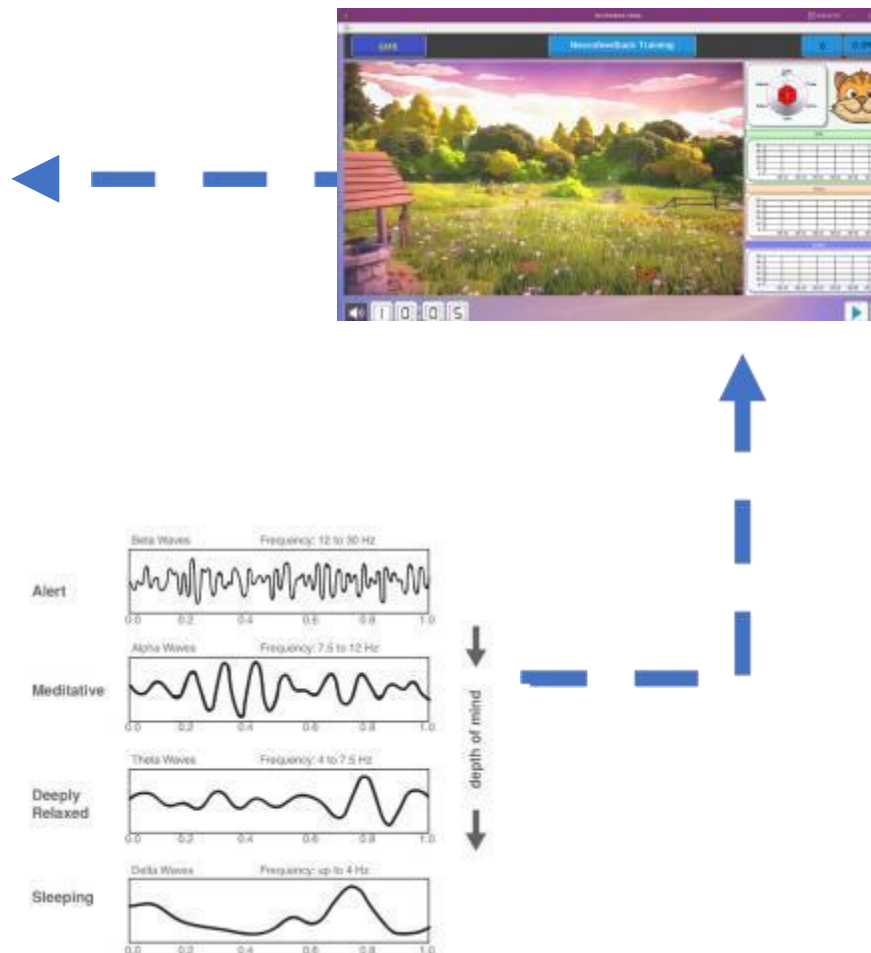 Neurofeedback Training
0
10:05
Beta Waves Frequency: 12 to 30 Hz
Alert
0.0 0.2 0.4 0.6 0.8 1.0
Alpha Waves Frequency: 7.5 to 12 Hz
Meditative
0.0 0.2 0.4 0.6 0.8 1.0
depth of mind
Theta Waves Frequency: 4 to 7.5 Hz
Deeply
Relaxed
0.0 0.2 0.4 0.6 0.8 1.0
Delta Waves Frequency: up to 4 Hz
Sleeping
0.0 0.2 0.4 0.6 0.8 1.0